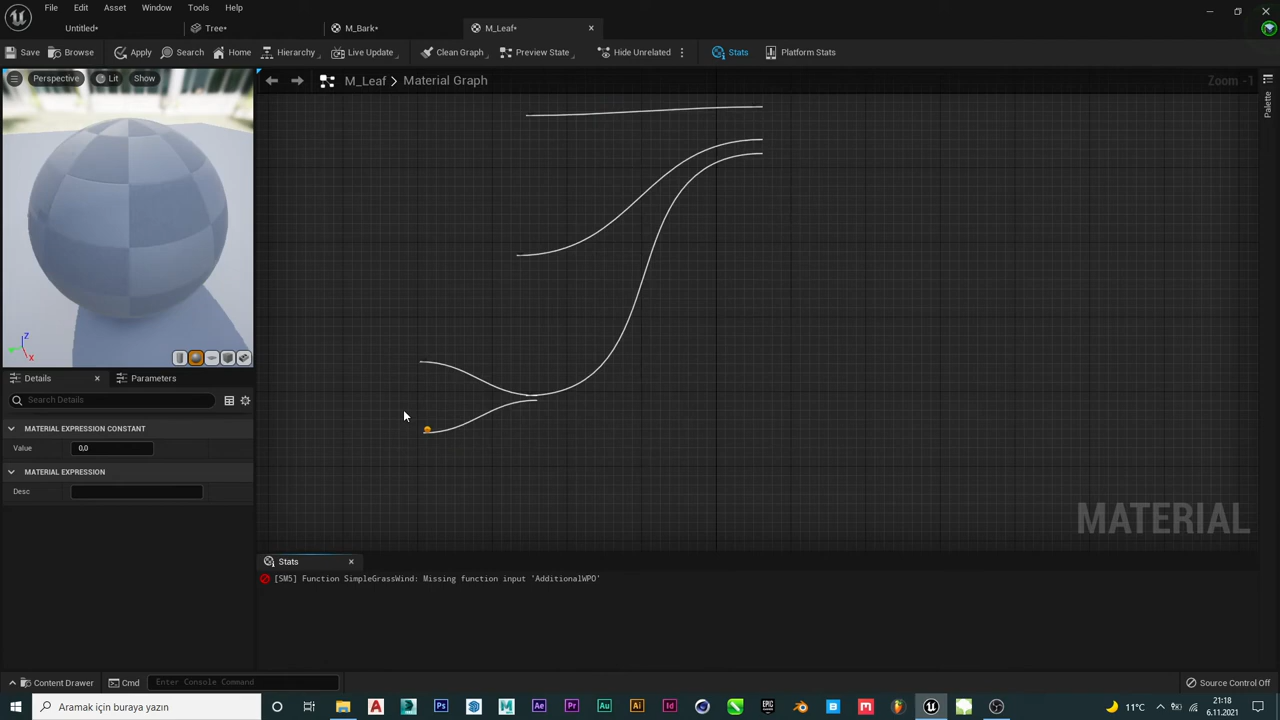 File Edit Asset Window Tools Help
Untitled* Tree* M_Bark* M_Leaf*
Save Browse Apply Search Home Hierarchy Live Update Clean Graph Preview State Hide Unrelated Stats Platform Stats
Perspective Lit Show
M_Leaf > Material Graph
Zoom -1
Palette
Z
X
Details Parameters
Search Details
MATERIAL EXPRESSION CONSTANT
Value 0,0
MATERIAL EXPRESSION
Desc
MATERIAL
Stats
[SM5] Function SimpleGrassWind: Missing function input 'AdditionalWPO'
Content Drawer Cmd Enter Console Command Source Control Off
Aramak için buraya yazın
11°C
21:18
6.11.2021